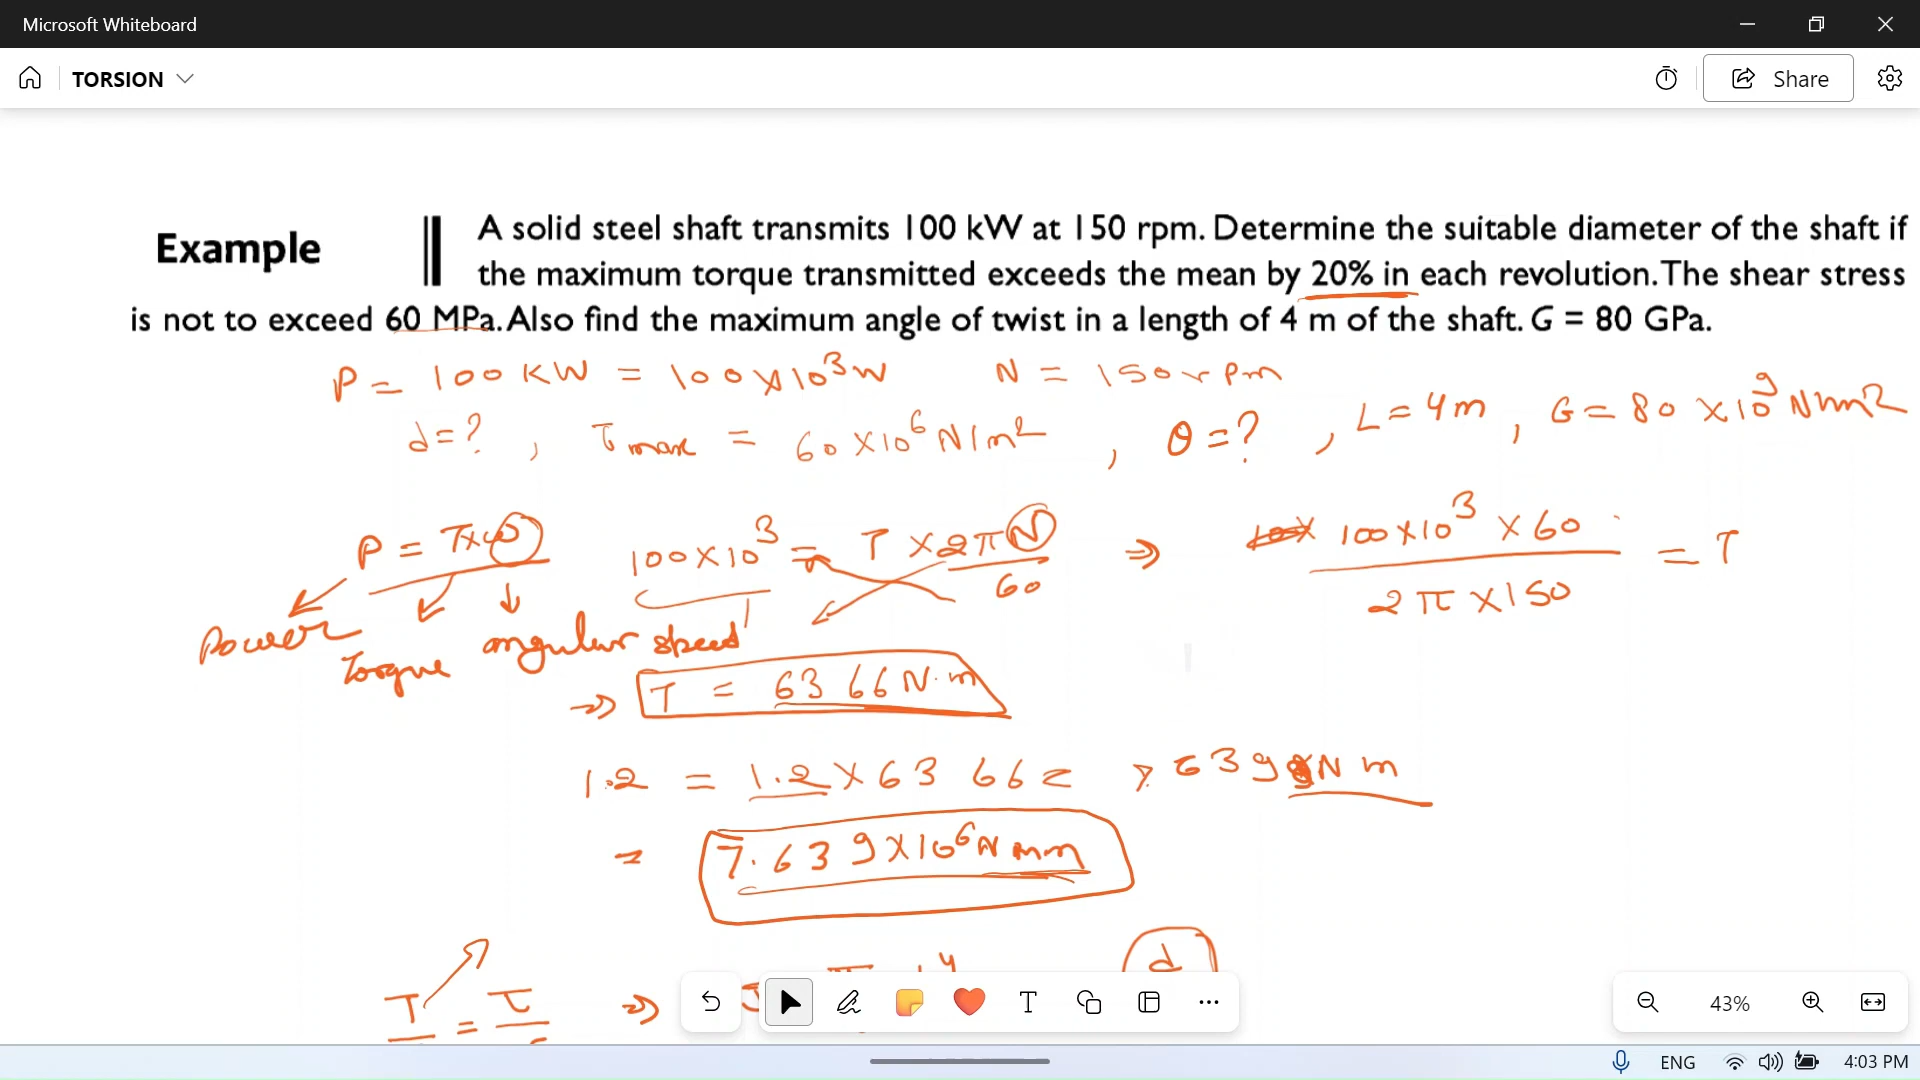 Microsoft Whiteboard
TORSION
Share
Example
A solid steel shaft transmits 100 kW at 150 rpm. Determine the suitable diameter of the shaft if
the maximum torque transmitted exceeds the mean by 20% in each revolution. The shear stress
is not to exceed 60 MPa. Also find the maximum angle of twist in a length of 4 m of the shaft. G = 80 GPa.
P = 100 KW = 100×10³ W N = 150 rpm
d = ? , τ max = 60×10⁶ N/m² , θ = ? , L = 4m , G = 80 ×10⁹ N/m²
P = T×ω 100×10³ = T × 2πN / 60 ⇒ 100×10³ × 60 / 2π × 150 = T
Power Torque angular speed
⇒ T = 6366 N·m
1.2 = 1.2 × 6366 = 7639 N m
= 7.639×10⁶ N mm
T = τ ⇒ d
T
43%
ENG
4:03 PM